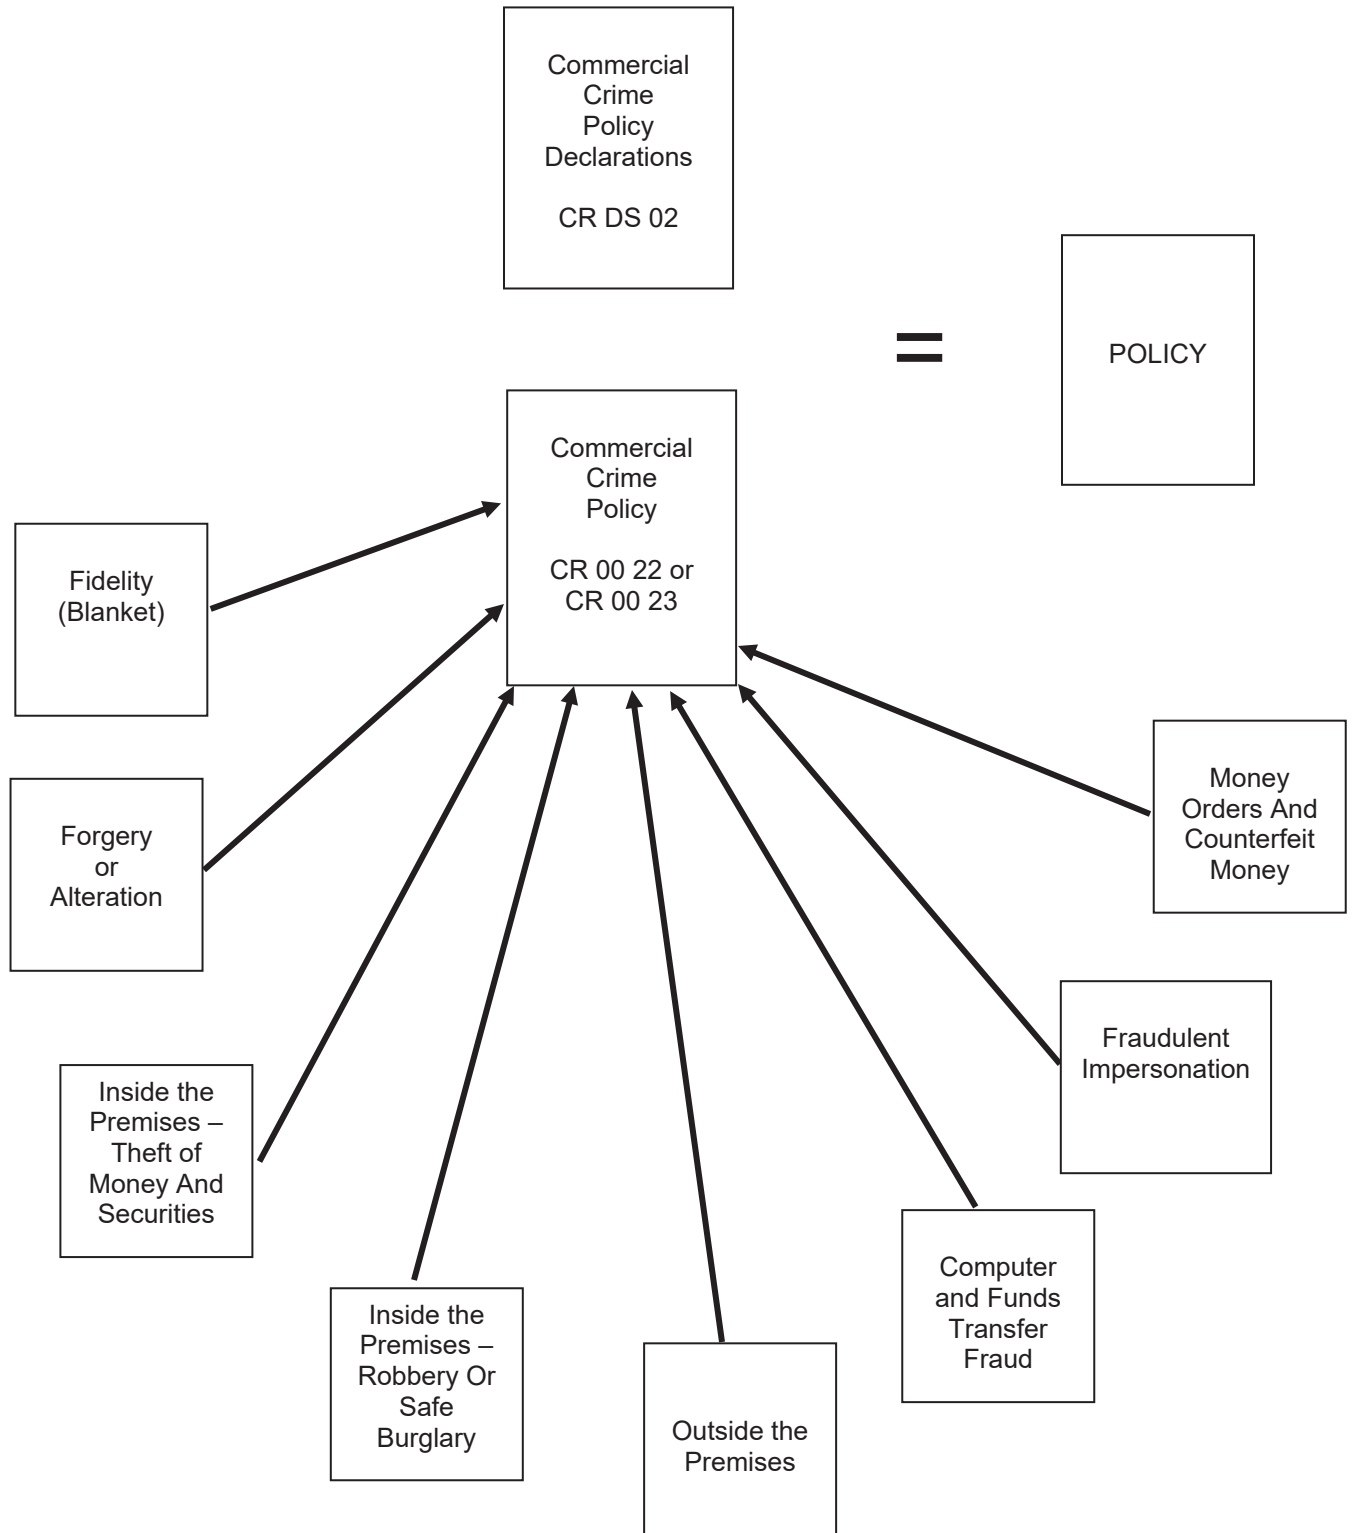 Commercial
Crime
Policy
Declarations
CR DS 02
=
POLICY
Commercial
Crime
Policy
CR 00 22 or
CR 00 23
Fidelity
(Blanket)
Forgery
or
Alteration
Inside the
Premises –
Theft of
Money And
Securities
Inside the
Premises –
Robbery Or
Safe
Burglary
Outside the
Premises
Computer
and Funds
Transfer
Fraud
Fraudulent
Impersonation
Money
Orders And
Counterfeit
Money